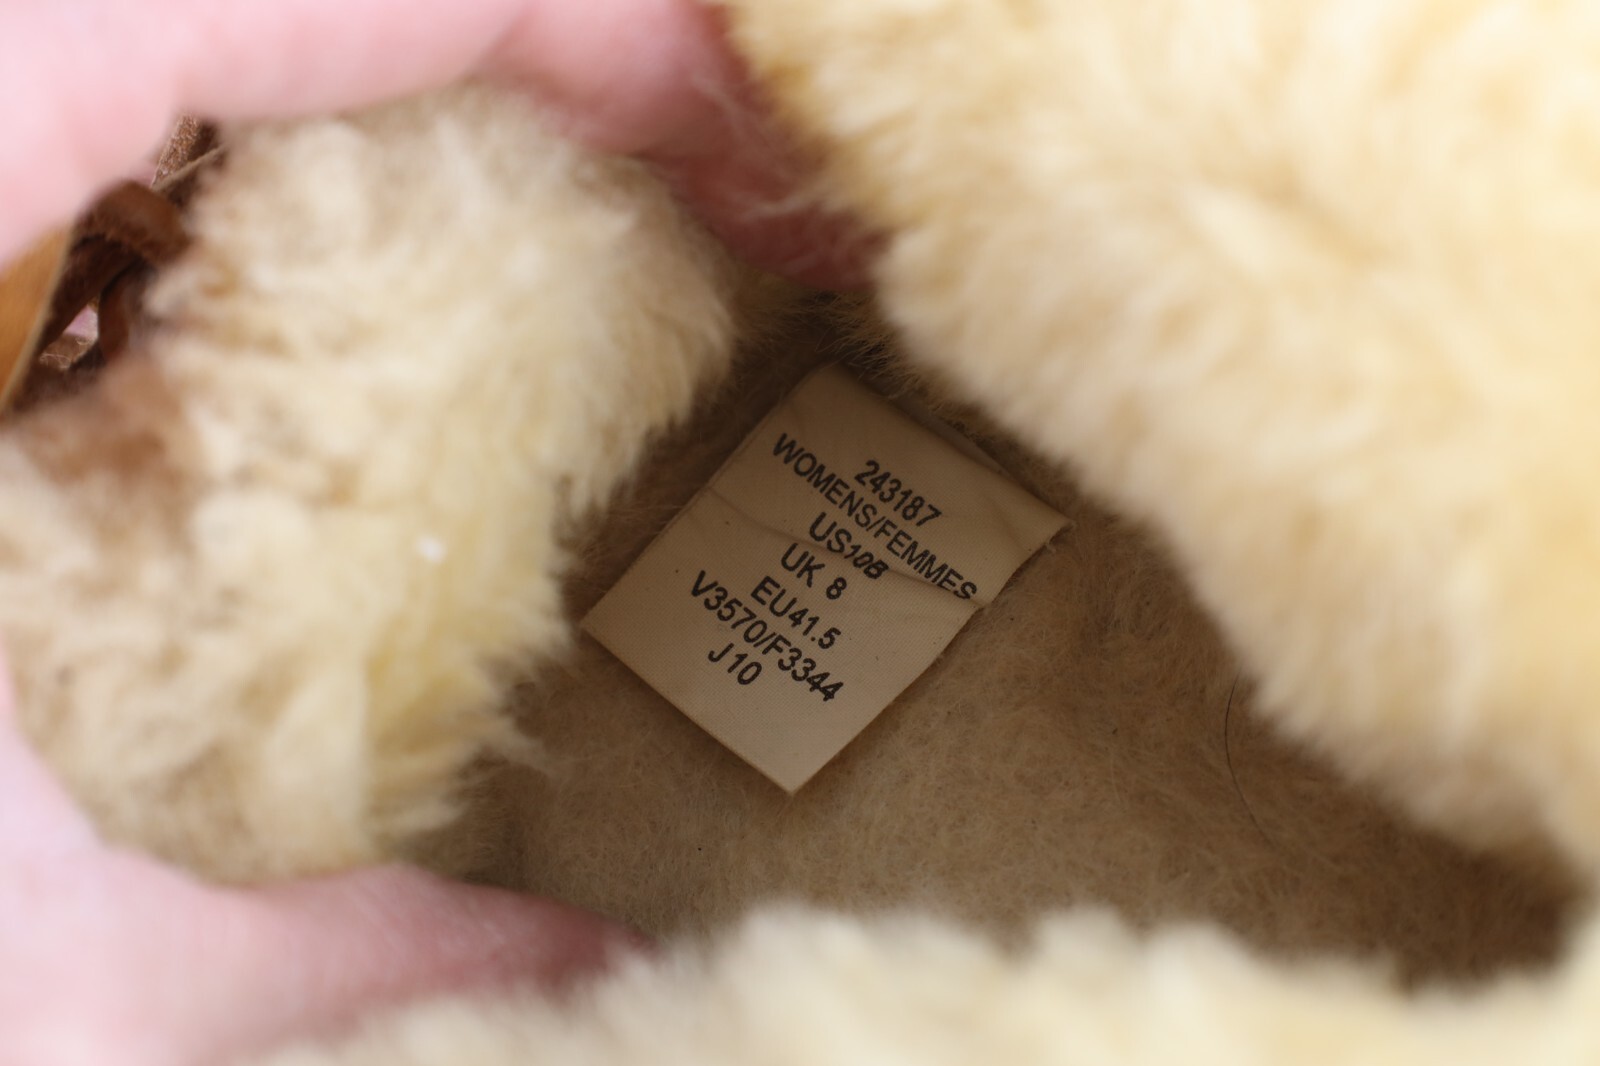 243187
WOMENS/FEMMES
US10B
UK 8
EU41.5
V3570/F3344
J10